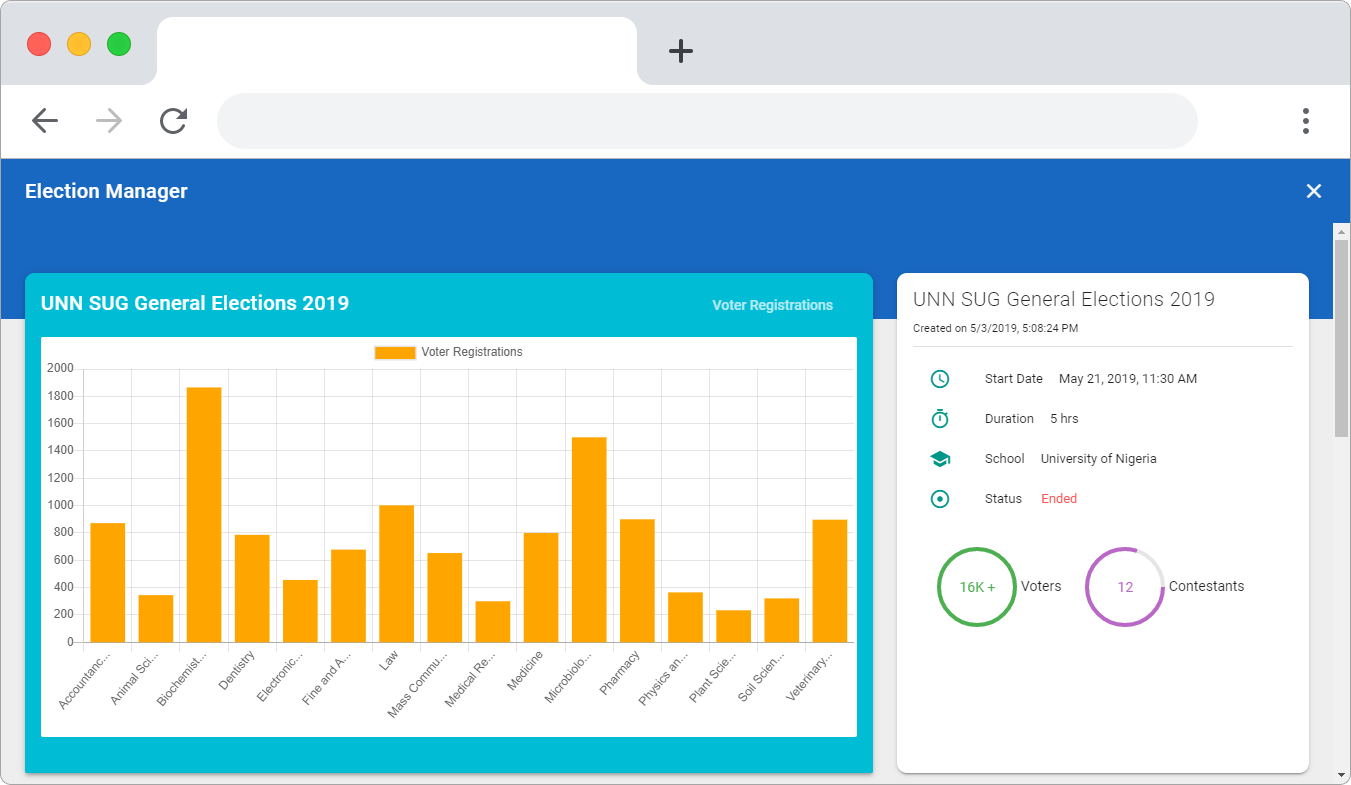 Election Manager
UNN SUG General Elections 2019
Voter Registrations
Voter Registrations
2000
1800
1600
1400
1200
1000
800
600
400
200
0
Accountanc...
Animal Sci...
Biochemist...
Dentistry
Electronic...
Fine and A...
Law
Mass Commu...
Medical Re...
Medicine
Microbiolo...
Pharmacy
Physics an...
Plant Scie...
Soil Scien...
Veterinary...
UNN SUG General Elections 2019
Created on 5/3/2019, 5:08:24 PM
Start Date May 21, 2019, 11:30 AM
Duration 5 hrs
School University of Nigeria
Status Ended
16K + Voters
12 Contestants